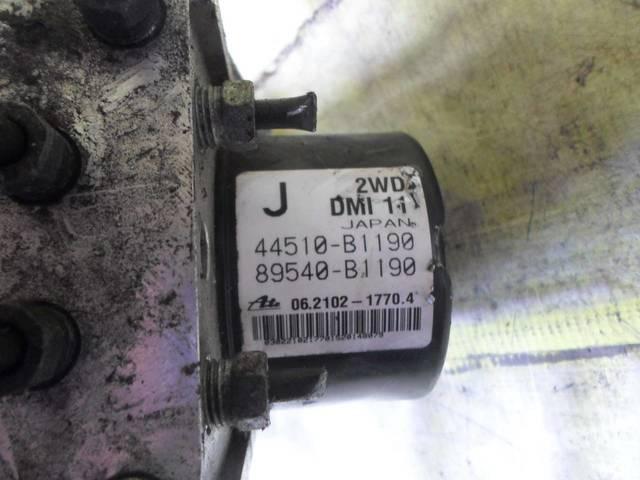 J
2WD
DMI 11
JAPAN
44510-B1190
89540-B1190
Ate 06.2102-1770.4